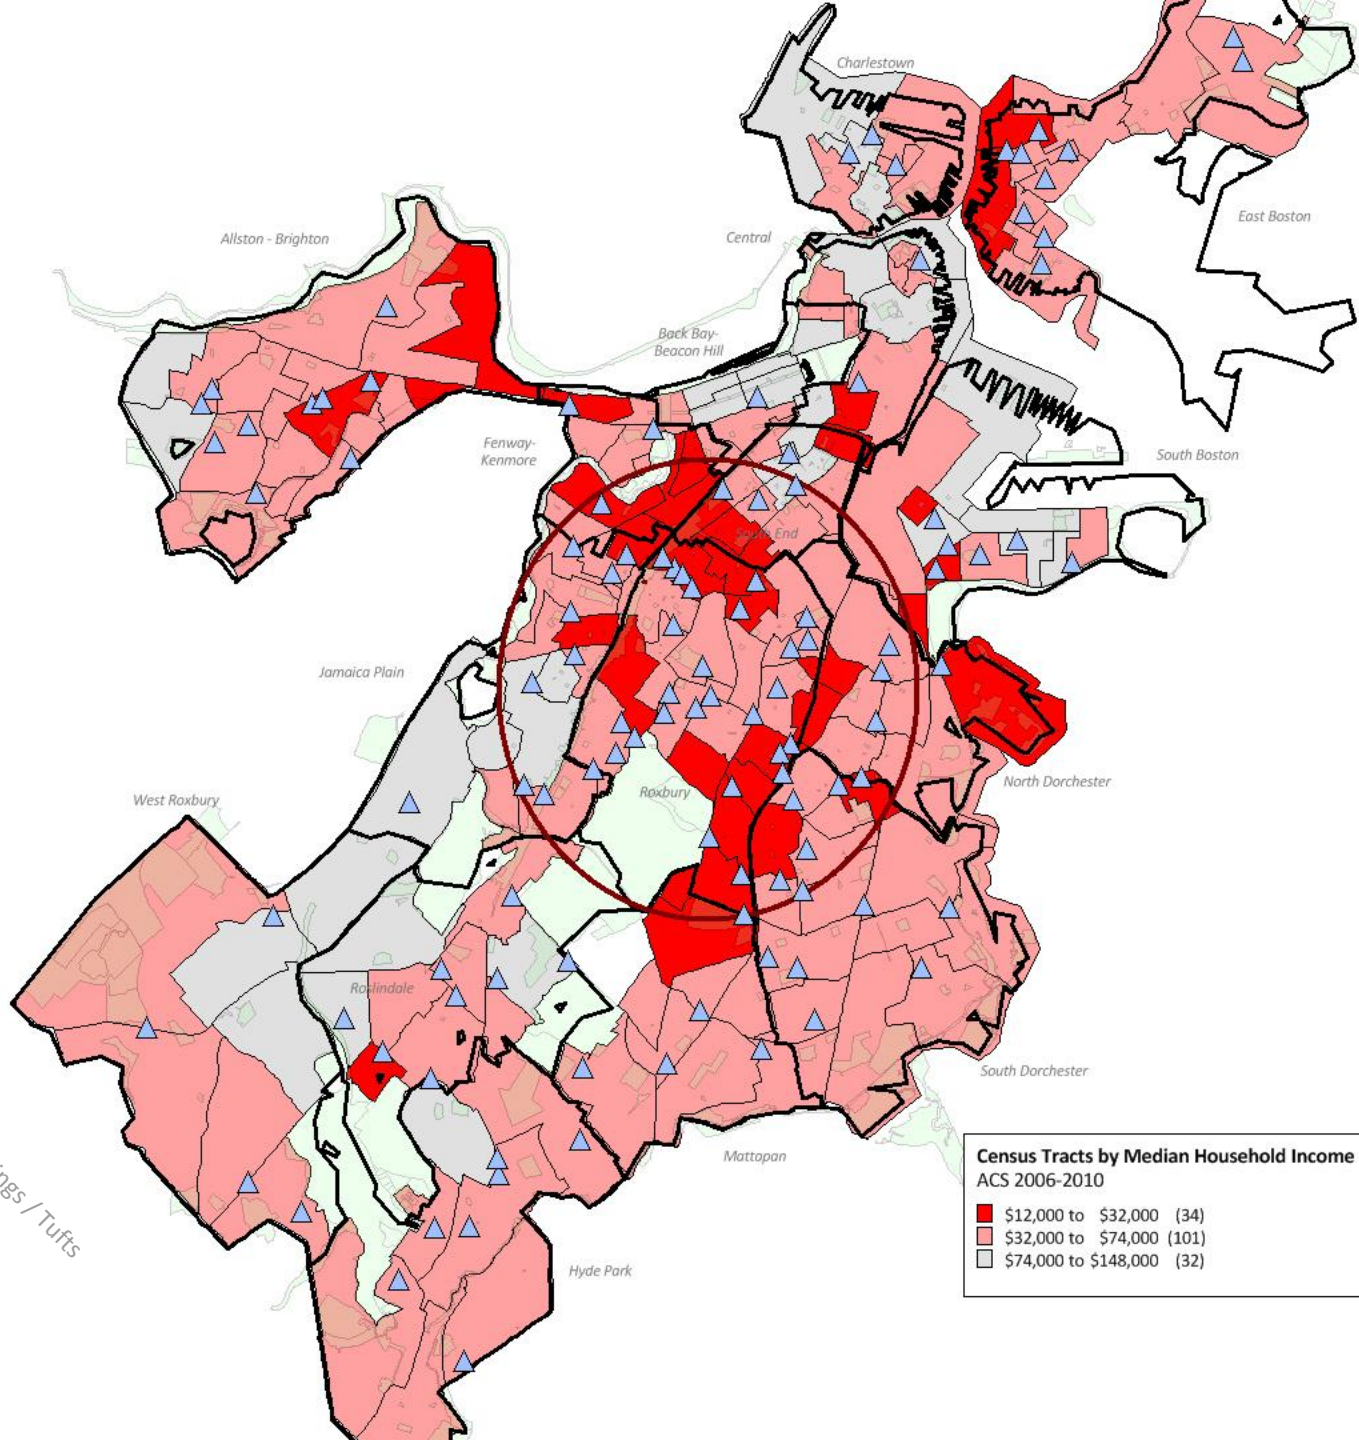 Charlestown
East Boston
Allston - Brighton
Central
Back Bay-
Beacon Hill
Fenway-
Kenmore
South Boston
South End
Jamaica Plain
North Dorchester
Roxbury
West Roxbury
Roslindale
South Dorchester
Mattapan
Hyde Park
ngs / Tufts
Census Tracts by Median Household Income
ACS 2006-2010
$12,000 to $32,000 (34)
$32,000 to $74,000 (101)
$74,000 to $148,000 (32)